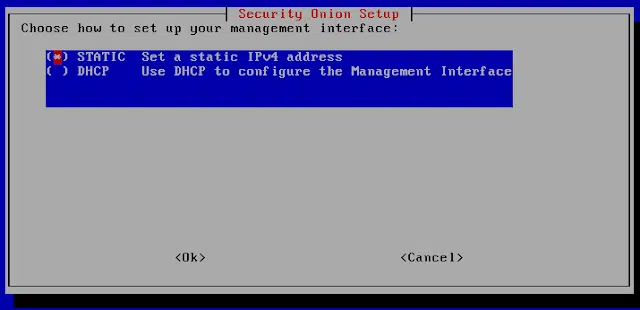 Security Onion Setup
Choose how to set up your management interface:
(*) STATIC Set a static IPv4 address
( ) DHCP Use DHCP to configure the Management Interface
<Ok> <Cancel>